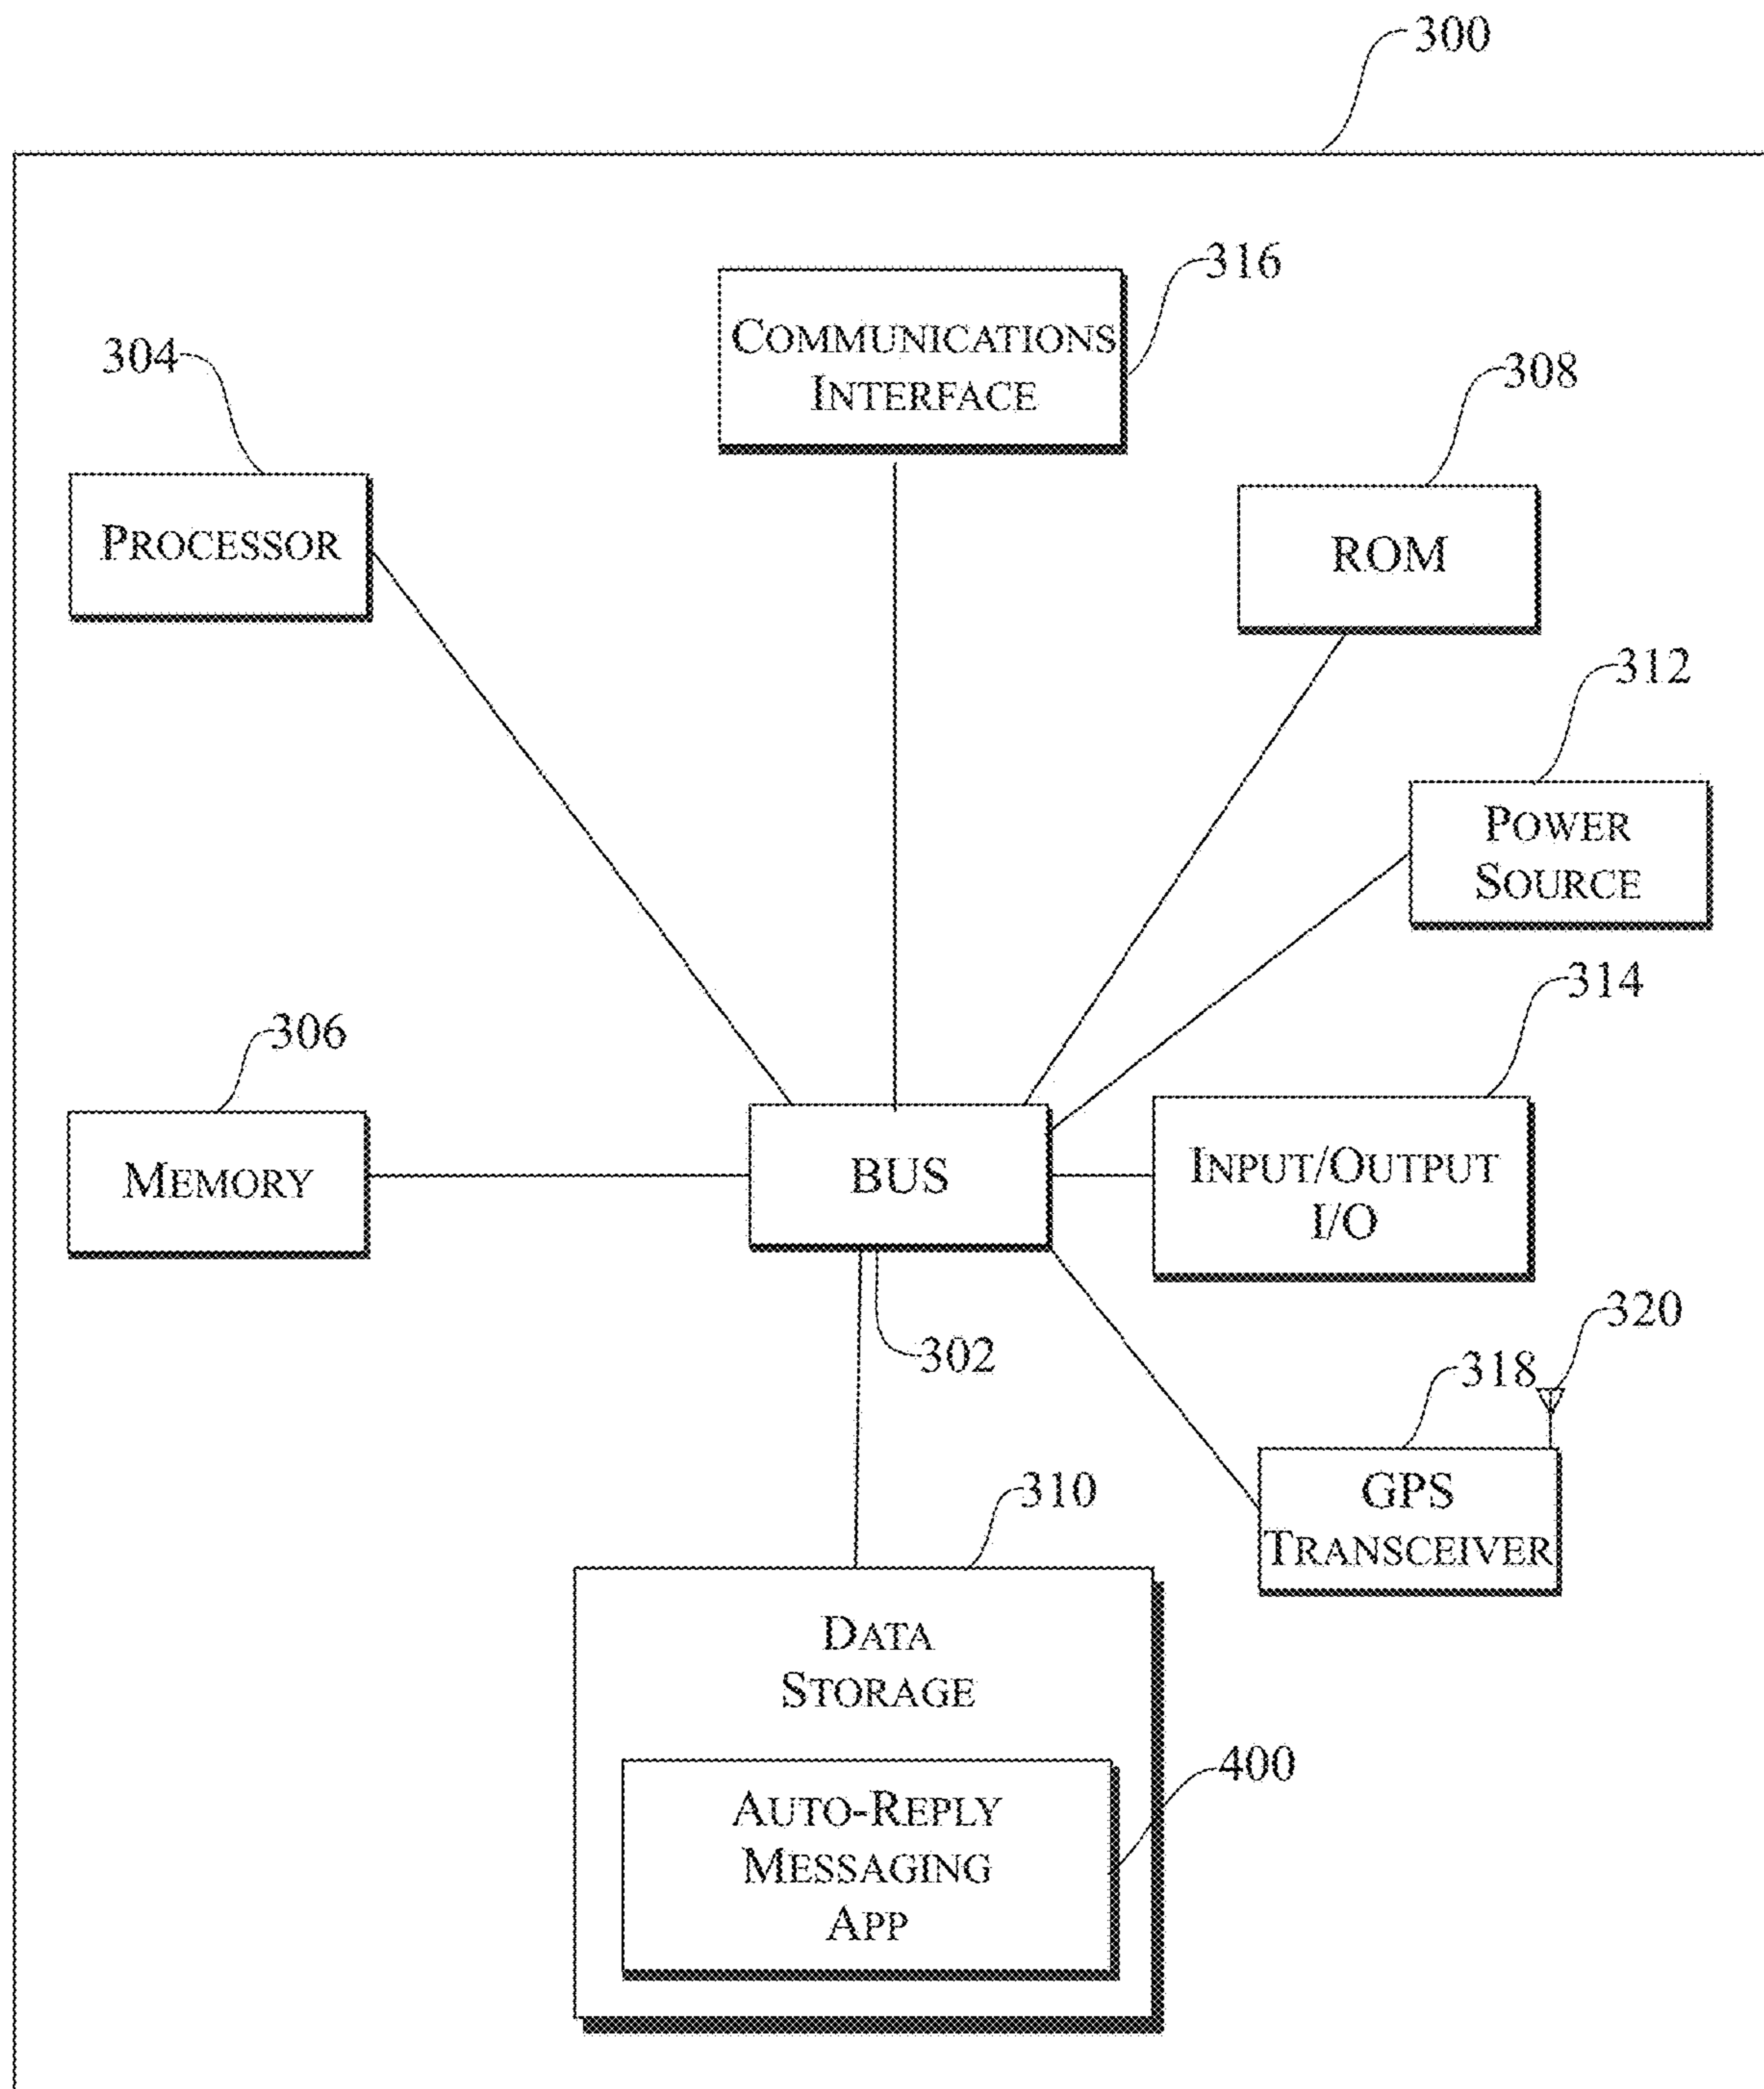 300
316
COMMUNICATIONS
INTERFACE
304
PROCESSOR
308
ROM
312
POWER
SOURCE
314
INPUT/OUTPUT
I/O
306
MEMORY
BUS
302
320
318
GPS
TRANSCEIVER
310
DATA
STORAGE
400
AUTO-REPLY
MESSAGING
APP